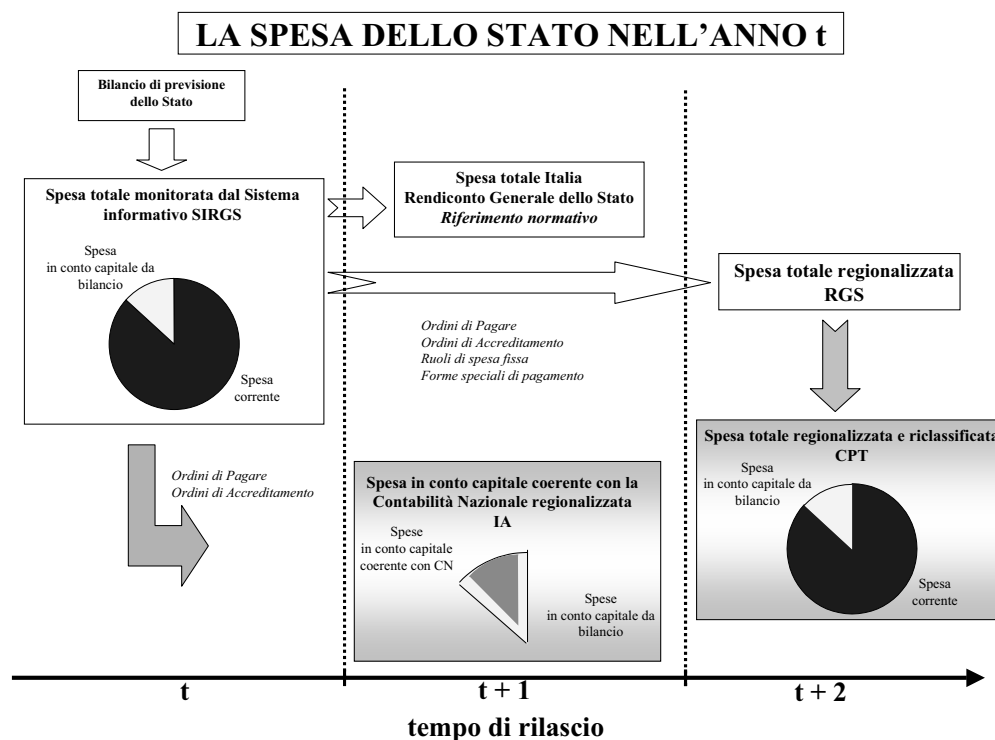 LA SPESA DELLO STATO NELL'ANNO t
Bilancio di previsione
dello Stato
Spesa totale monitorata dal Sistema
informativo SIRGS
Spesa
in conto capitale da
bilancio
Spesa
corrente
Spesa totale Italia
Rendiconto Generale dello Stato
Riferimento normativo
Spesa totale regionalizzata
RGS
Ordini di Pagare
Ordini di Accreditamento
Ruoli di spesa fissa
Forme speciali di pagamento
Ordini di Pagare
Ordini di Accreditamento
Spesa in conto capitale coerente con la
Contabilità Nazionale regionalizzata
IA
Spese
in conto capitale
coerente con CN
Spese
in conto capitale da
bilancio
Spesa totale regionalizzata e riclassificata
CPT
Spesa
in conto capitale da
bilancio
Spesa
corrente
t
t + 1
t + 2
tempo di rilascio